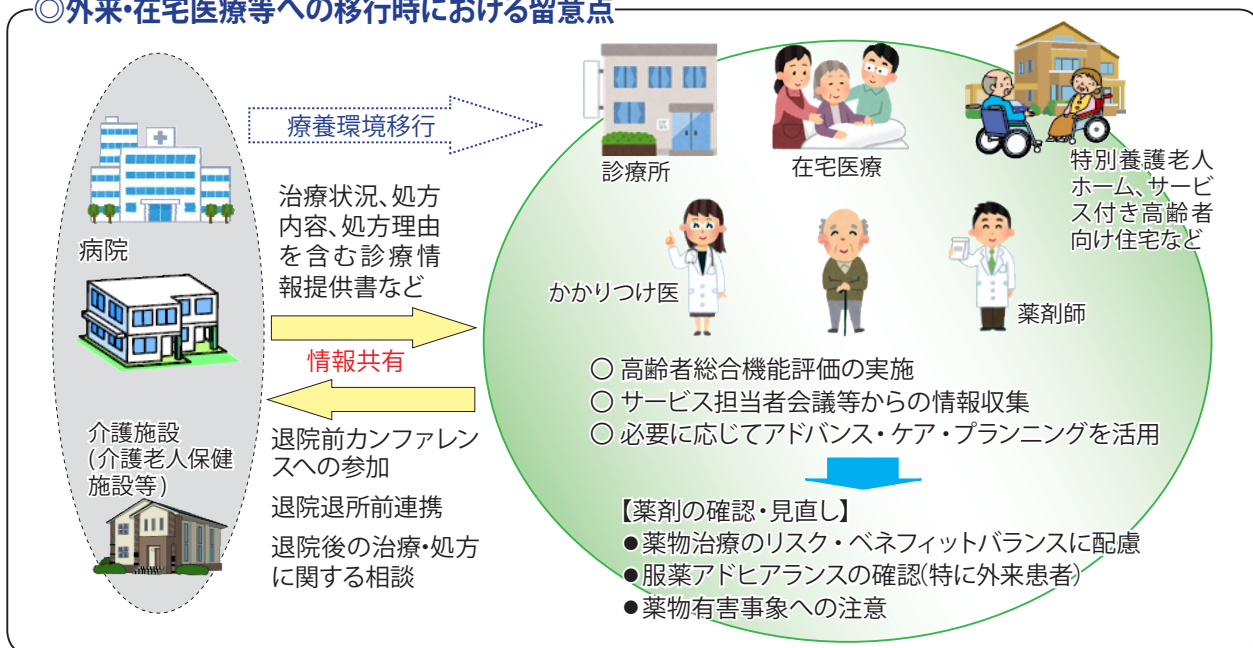 ◎外来・在宅医療等への移行時における留意点
療養環境移行
病院
介護施設
(介護老人保健
施設等)
治療状況、処方
内容、処方理由
を含む診療情
報提供書など
情報共有
退院前カンファレン
スへの参加
退院退所前連携
退院後の治療・処方
に関する相談
診療所
在宅医療
特別養護老人
ホーム、サービ
ス付き高齢者
向け住宅など
かかりつけ医
薬剤師
○ 高齢者総合機能評価の実施
○ サービス担当者会議等からの情報収集
○ 必要に応じてアドバンス・ケア・プランニングを活用
【薬剤の確認・見直し】
●薬物治療のリスク・ベネフィットバランスに配慮
●服薬アドヒアランスの確認(特に外来患者)
●薬物有害事象への注意